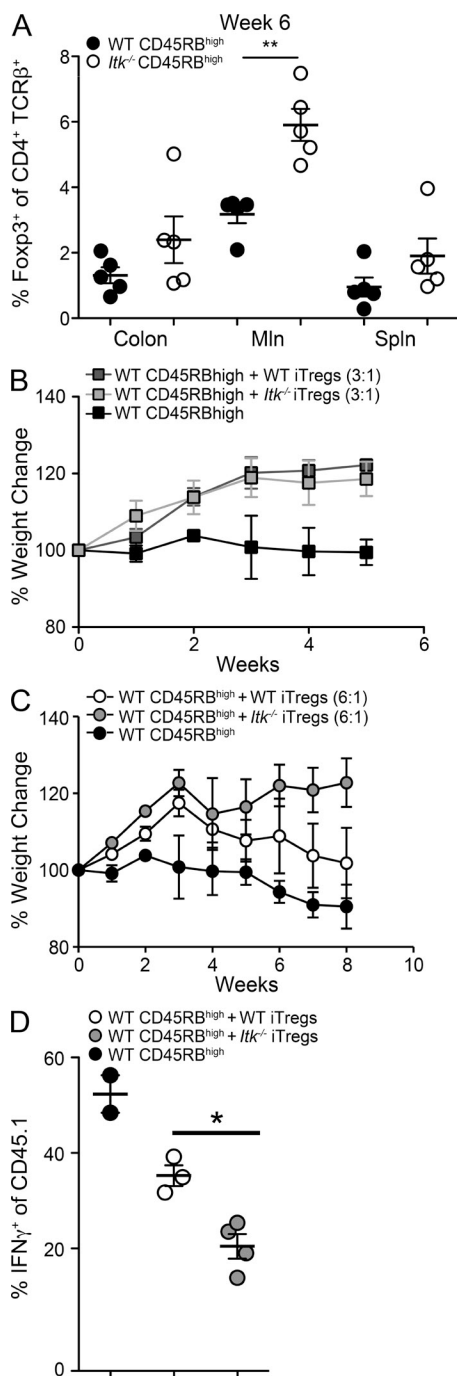 A
Week 6
WT CD45RBhigh
Itk-/- CD45RBhigh
**
% Foxp3+ of CD4+ TCRβ+
8
6
4
2
0
Colon
Mln
Spln
B
WT CD45RBhigh + WT iTregs (3:1)
WT CD45RBhigh + Itk-/- iTregs (3:1)
WT CD45RBhigh
% Weight Change
140
120
100
80
0
2
4
6
Weeks
C
WT CD45RBhigh + WT iTregs (6:1)
WT CD45RBhigh + Itk-/- iTregs (6:1)
WT CD45RBhigh
% Weight Change
140
120
100
80
0
2
4
6
8
10
Weeks
D
WT CD45RBhigh + WT iTregs
WT CD45RBhigh + Itk-/- iTregs
WT CD45RBhigh
*
% IFNγ+ of CD45.1
60
40
20
0